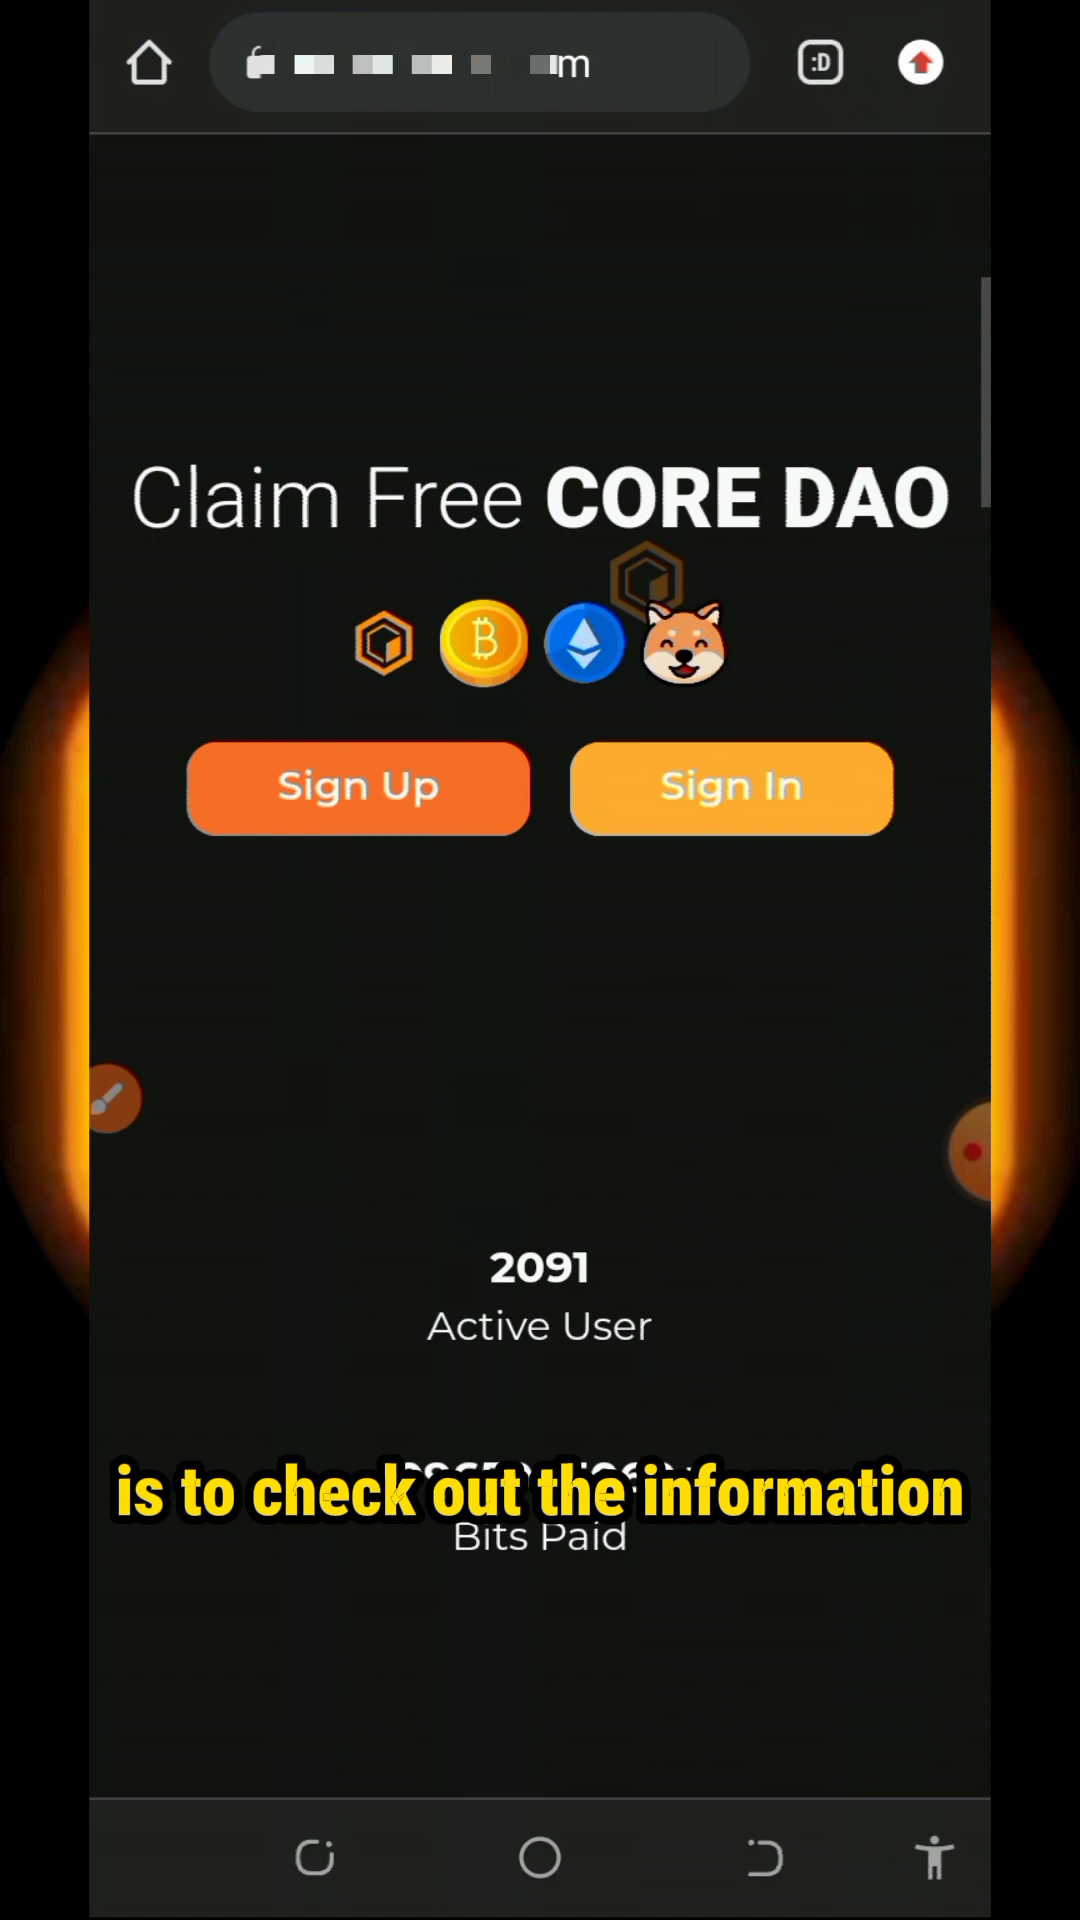 m
:D
Claim Free CORE DAO
Sign Up
Sign In
2091
Active User
is to check out the information
Bits Paid